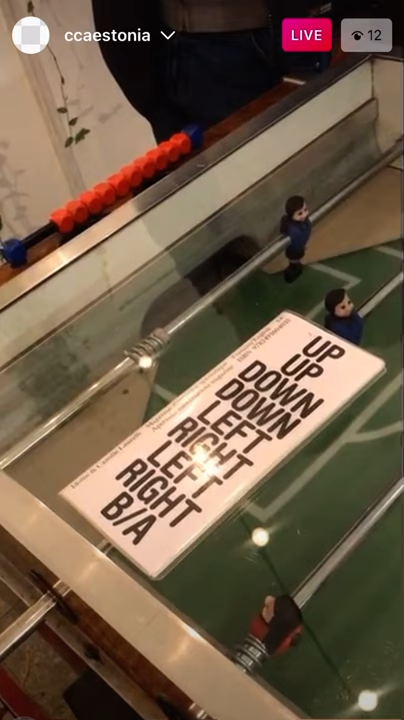 ccaestonia
LIVE
12
UP
UP
DOWN
DOWN
LEFT
RIGHT
LEFT
RIGHT
B/A